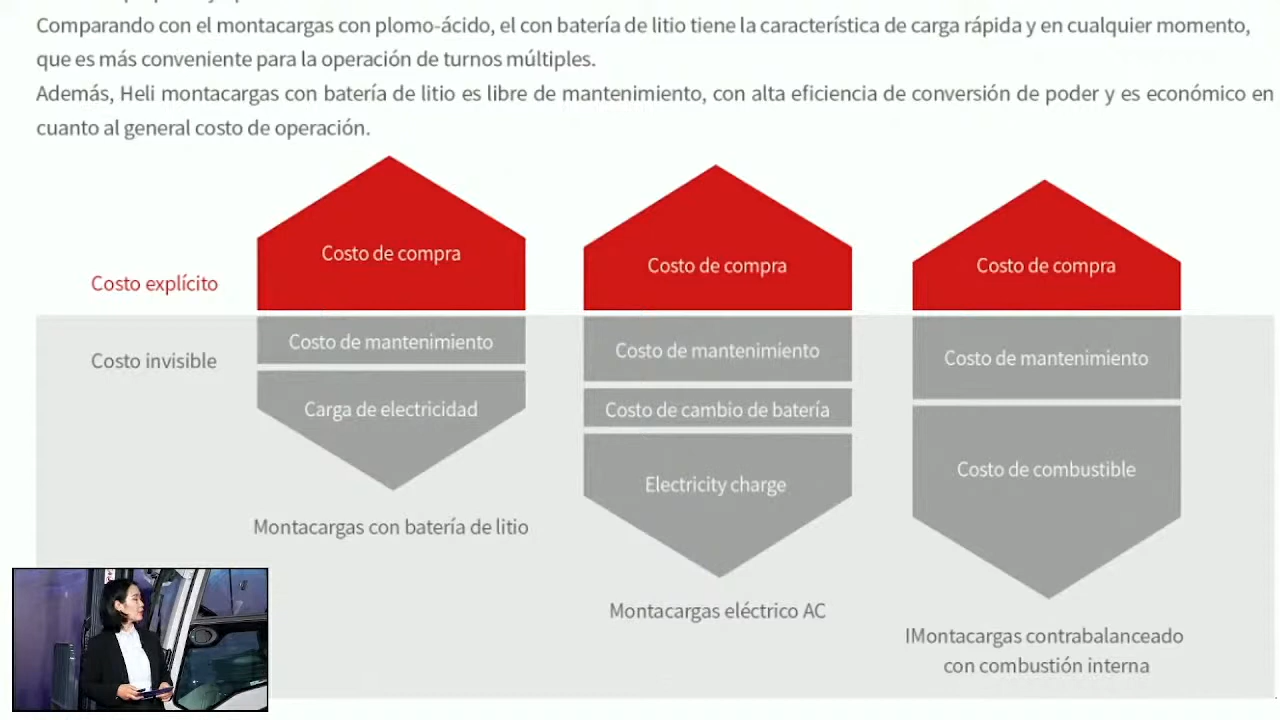 Comparando con el montacargas con plomo-ácido, el con batería de litio tiene la característica de carga rápida y en cualquier momento,
que es más conveniente para la operación de turnos múltiples.
Además, Heli montacargas con batería de litio es libre de mantenimiento, con alta eficiencia de conversión de poder y es económico en
cuanto al general costo de operación.
Costo explícito
Costo invisible
Costo de compra
Costo de mantenimiento
Carga de electricidad
Montacargas con batería de litio
Costo de compra
Costo de mantenimiento
Costo de cambio de batería
Electricity charge
Montacargas eléctrico AC
Costo de compra
Costo de mantenimiento
Costo de combustible
IMontacargas contrabalanceado
con combustión interna